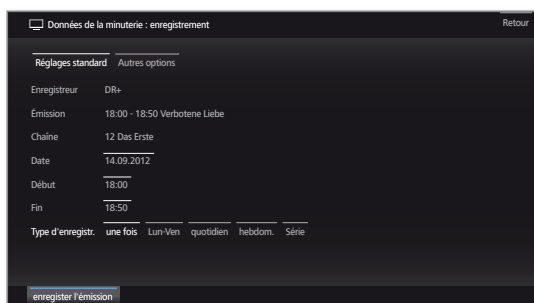 Données de la minuterie : enregistrement Retour
Réglages standard Autres options
Enregistreur DR+
Émission 18:00 - 18:50 Verbotene Liebe
Chaîne 12 Das Erste
Date 14.09.2012
Début 18:00
Fin 18:50
Type d'enregistr. une fois Lun-Ven quotidien hebdom. Série
enregister l'émission